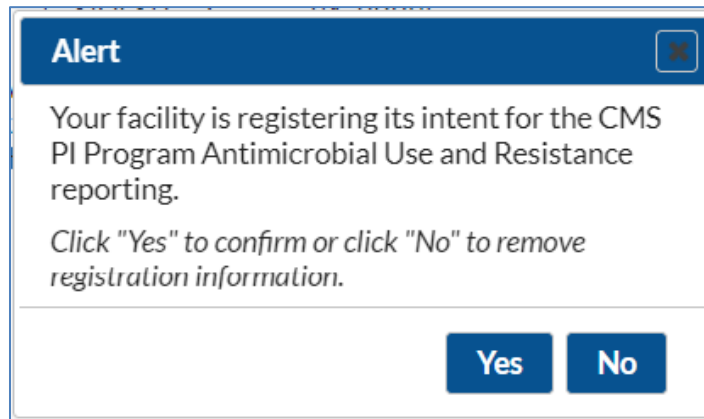 Alert
Your facility is registering its intent for the CMS
PI Program Antimicrobial Use and Resistance
reporting.
Click "Yes" to confirm or click "No" to remove
registration information.
Yes No